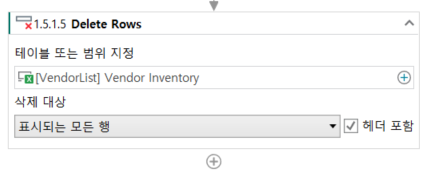 1.5.1.5 Delete Rows
테이블 또는 범위 지정
[VendorList] Vendor Inventory
삭제 대상
표시되는 모든 행 헤더 포함